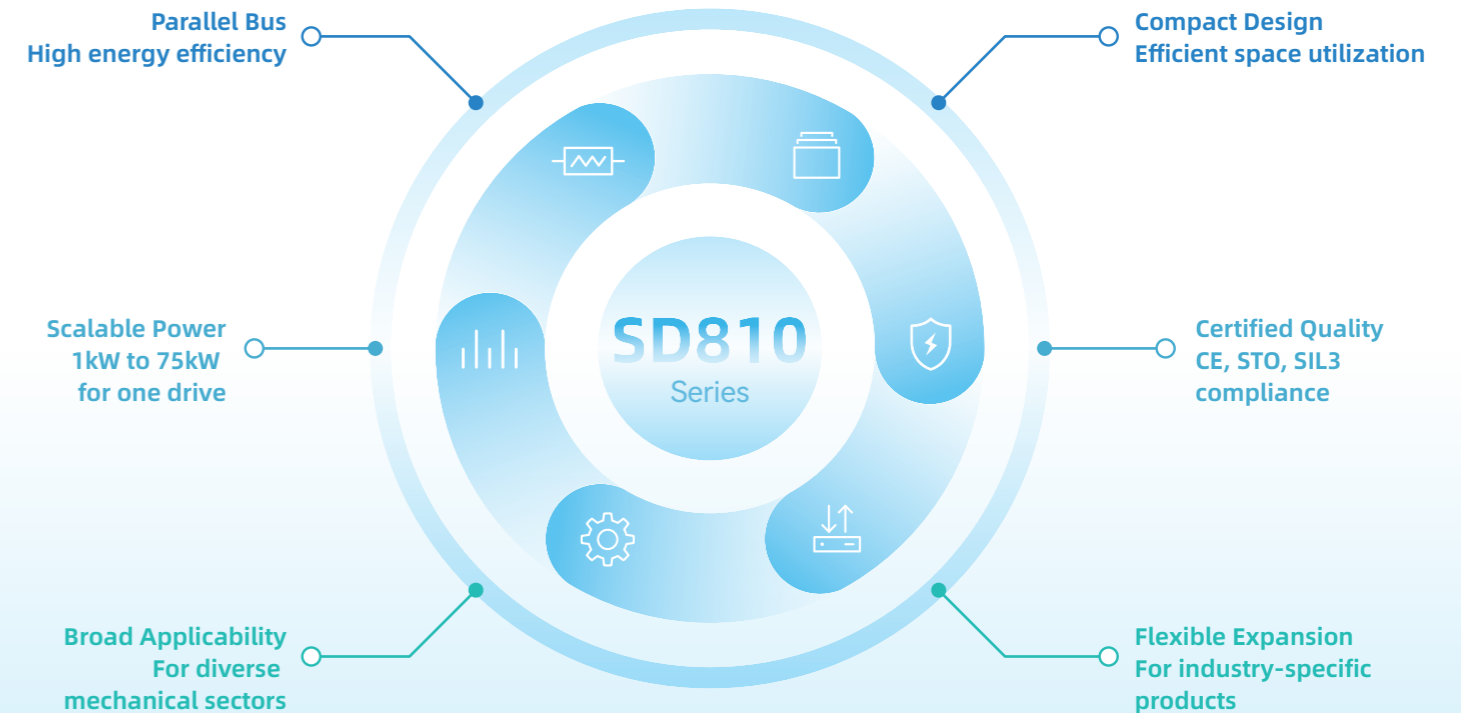 Parallel Bus
High energy efficiency
Compact Design
Efficient space utilization
Scalable Power
1kW to 75kW
for one drive
SD810
Series
Certified Quality
CE, STO, SIL3
compliance
Broad Applicability
For diverse
mechanical sectors
Flexible Expansion
For industry-specific
products